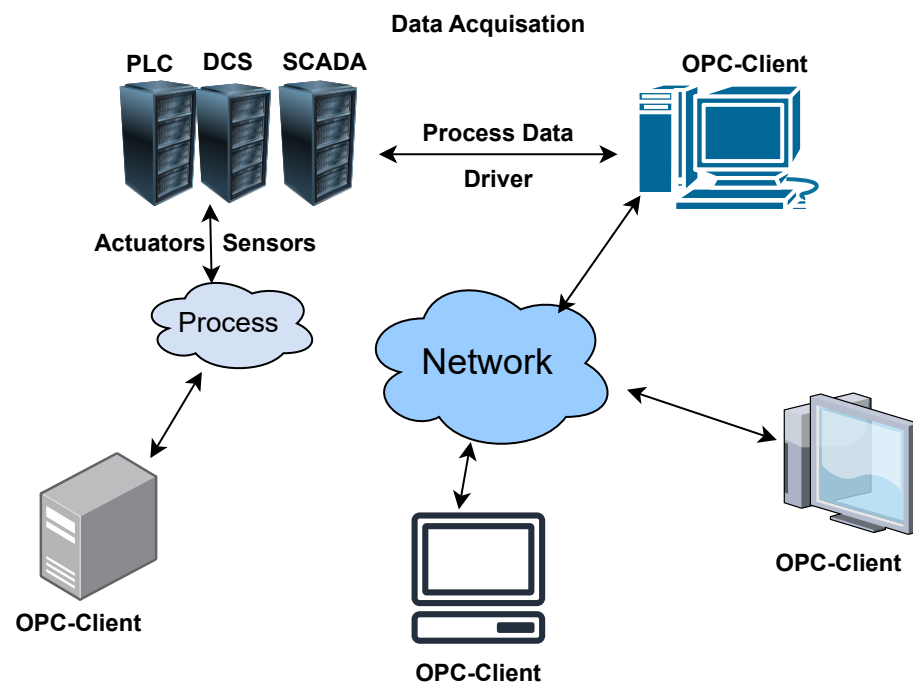 Data Acquisation
PLC DCS SCADA
OPC-Client
Process Data
Driver
Actuators Sensors
Process
Network
OPC-Client
OPC-Client
OPC-Client